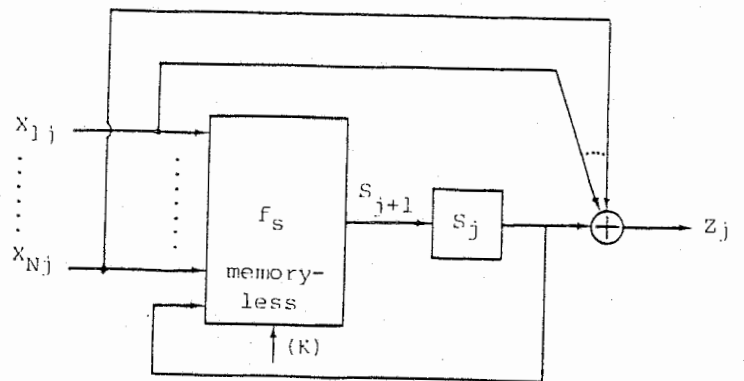 X1j
XNj
fs
memory-
less
(K)
Sj+1
Sj
+
Zj